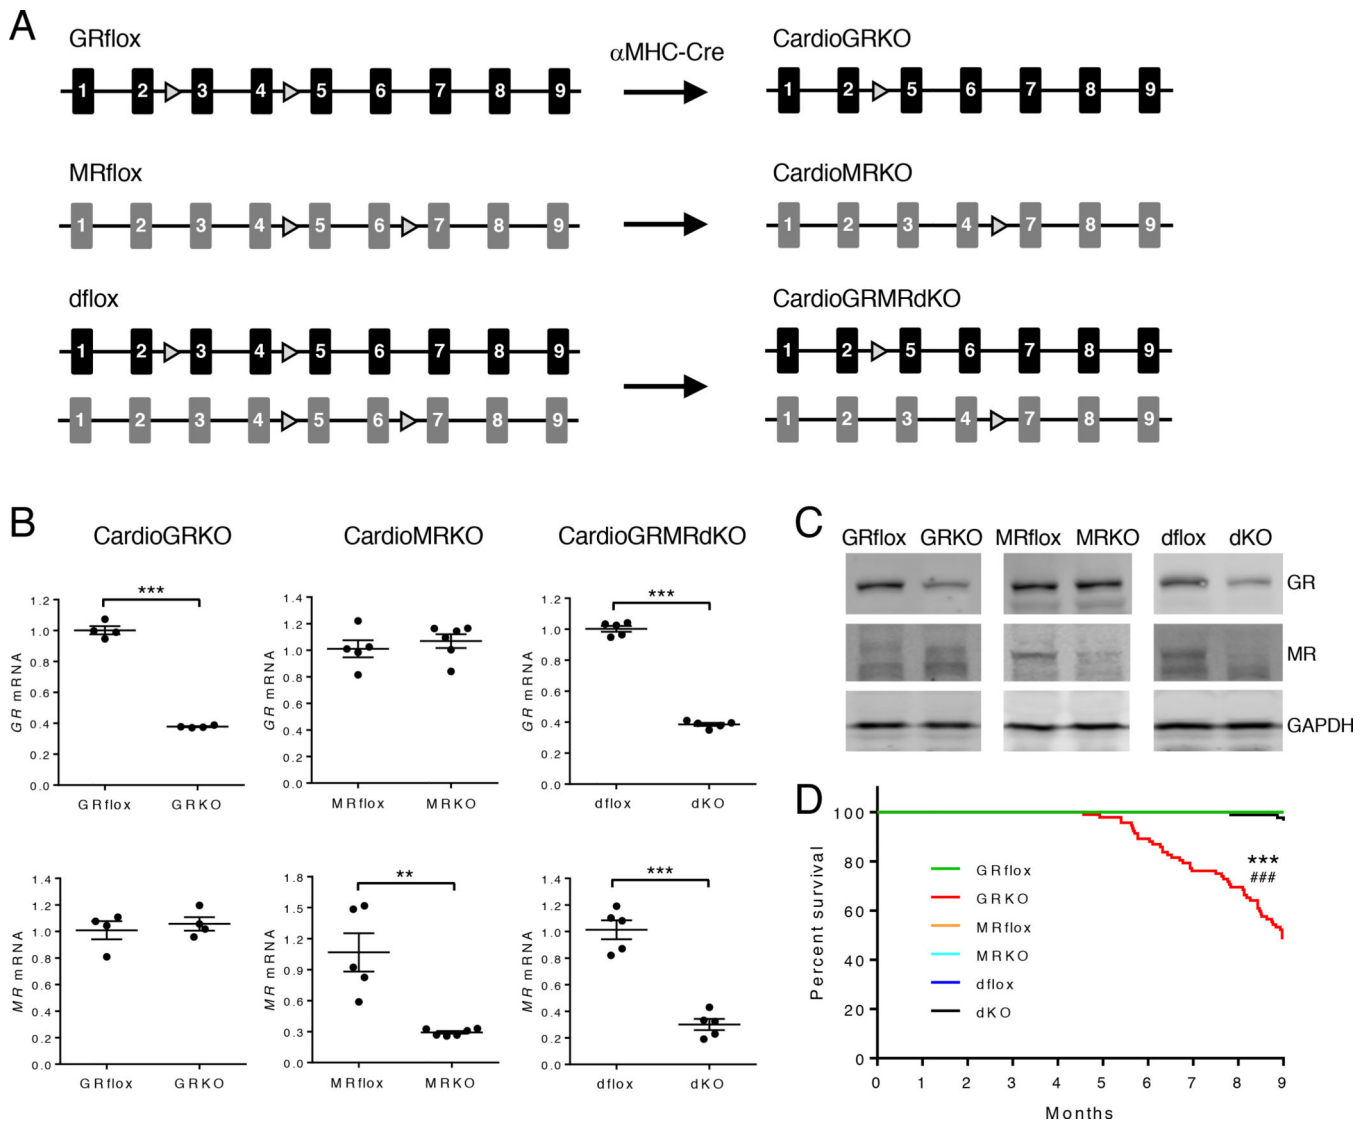 A
GRflox
αMHC-Cre
CardioGRKO
1 2 3 4 5 6 7 8 9
1 2 5 6 7 8 9
MRflox
CardioMRKO
1 2 3 4 5 6 7 8 9
1 2 3 4 7 8 9
dflox
CardioGRMRdKO
1 2 3 4 5 6 7 8 9
1 2 5 6 7 8 9
1 2 3 4 5 6 7 8 9
1 2 3 4 7 8 9
B
CardioGRKO
CardioMRKO
CardioGRMRdKO
GR mRNA
1.2
1.0
0.8
0.6
0.4
0.2
0.0
***
GRflox GRKO
GR mRNA
1.4
1.2
1.0
0.8
0.6
0.4
0.2
0.0
MRflox MRKO
GR mRNA
1.2
1.0
0.8
0.6
0.4
0.2
0.0
***
dflox dKO
MR mRNA
1.4
1.2
1.0
0.8
0.6
0.4
0.2
0.0
GRflox GRKO
MR mRNA
1.8
1.5
1.2
0.9
0.6
0.3
0.0
**
MRflox MRKO
MR mRNA
1.4
1.2
1.0
0.8
0.6
0.4
0.2
0.0
***
dflox dKO
C
GRflox GRKO MRflox MRKO dflox dKO
GR
MR
GAPDH
D
Percent survival
100
80
60
40
20
0
GRflox
GRKO
MRflox
MRKO
dflox
dKO
***
###
0 1 2 3 4 5 6 7 8 9
Months